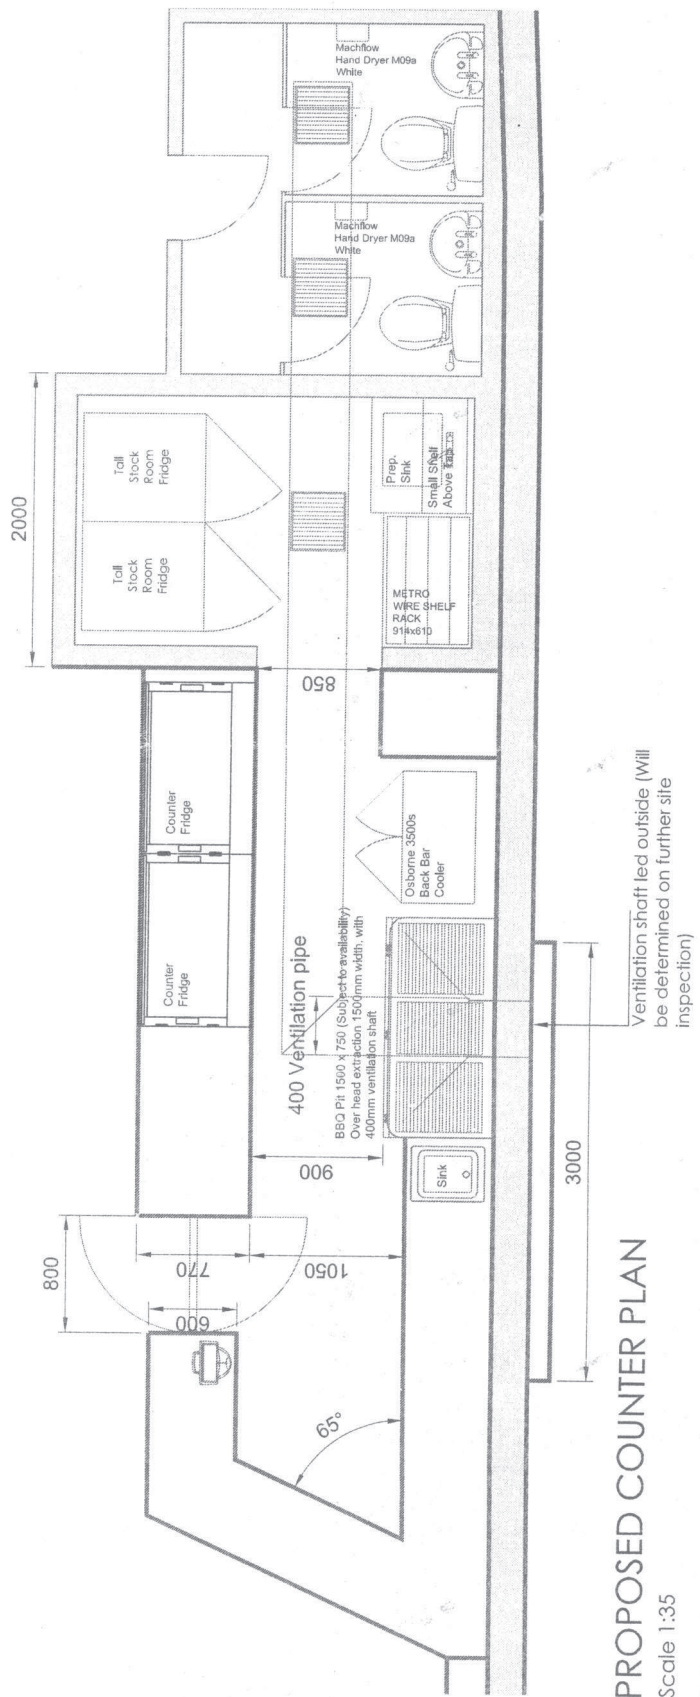 Machflow
Hand Dryer M09a
White
Machflow
Hand Dryer M09a
White
2000
Tall
Stock
Room
Fridge
Tall
Stock
Room
Fridge
Prep.
Sink
Small Shelf
Above
METRO
WIRE SHELF
RACK
914x610
850
Counter
Fridge
Counter
Fridge
Osborne 3500s
Back Bar
Cooler
400 Ventilation pipe
BBQ Pit 1500 x 750 (Subject to availability)
Over head extraction 1500mm width, with
400mm ventilation shaft
Ventilation shaft led outside (Will
be determined on further site
inspection)
900
Sink
3000
800
770
1050
600
65°
PROPOSED COUNTER PLAN
Scale 1:35